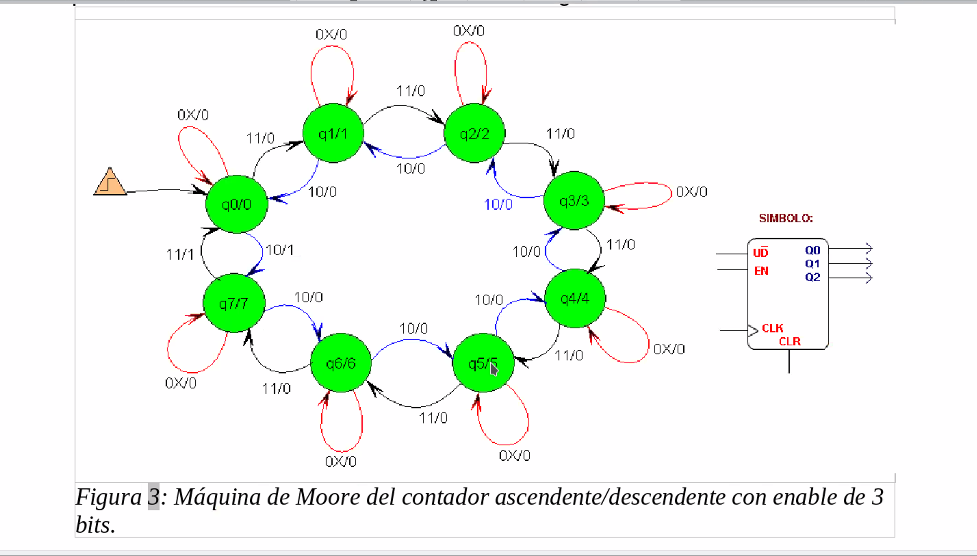 0X/0
0X/0
11/0
0X/0
q1/1
q2/2
11/0
11/0
10/0
10/0
10/0
q0/0
q3/3
0X/0
SIMBOLO:
11/1
10/1
10/0
11/0
UD̅
EN
Q0
Q1
Q2
CLK
CLR
q7/7
10/0
10/0
q4/4
10/0
0X/0
11/0
q6/6
q5/5
0X/0
11/0
11/0
0X/0
0X/0
Figura 3: Máquina de Moore del contador ascendente/descendente con enable de 3
bits.